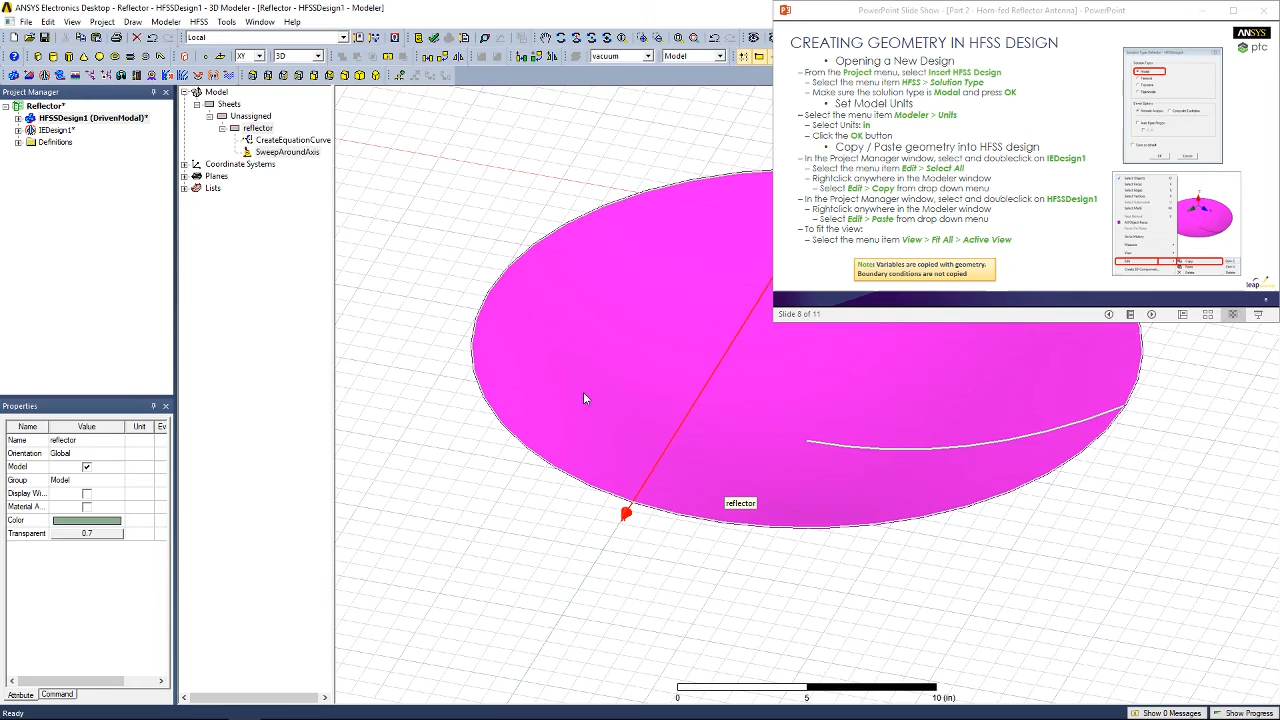 ANSYS Electronics Desktop - Reflector - HFSSDesign1 - 3D Modeler - [Reflector - HFSSDesign1 - Modeler]
File Edit View Project Draw Modeler HFSS Tools Window Help
Local
XY
3D
vacuum
Model
Project Manager
Reflector*
HFSSDesign1 (DrivenModal)*
IEDesign1*
Definitions
Model
Sheets
Unassigned
reflector
CreateEquationCurve
SweepAroundAxis
Coordinate Systems
Planes
Lists
Properties
Name Value Unit Ev
Name reflector
Orientation Global
Model
Group Model
Display Wi...
Material A...
Color
Transparent 0.7
Attribute Command
Ready
reflector
0 5 10 (in)
Show 0 Messages Show Progress
PowerPoint Slide Show - [Part 2 - Horn-fed Reflector Antenna] - PowerPoint
CREATING GEOMETRY IN HFSS DESIGN
• Opening a New Design
– From the Project menu, select Insert HFSS Design
– Select the menu item HFSS > Solution Type
– Make sure the solution type is Modal and press OK
• Set Model Units
– Select the menu item Modeler > Units
– Select Units: in
– Click the OK button
• Copy / Paste geometry into HFSS design
– In the Project Manager window, select and doubleclick on IEDesign1
– Select the menu item Edit > Select All
– Rightclick anywhere in the Modeler window
– Select Edit > Copy from drop down menu
– In the Project Manager window, select and doubleclick on HFSSDesign1
– Rightclick anywhere in the Modeler window
– Select Edit > Paste from drop down menu
– To fit the view:
– Select the menu item View > Fit All > Active View
Note: Variables are copied with geometry.
Boundary conditions are not copied
ANSYS
ptc
leap
Slide 8 of 11